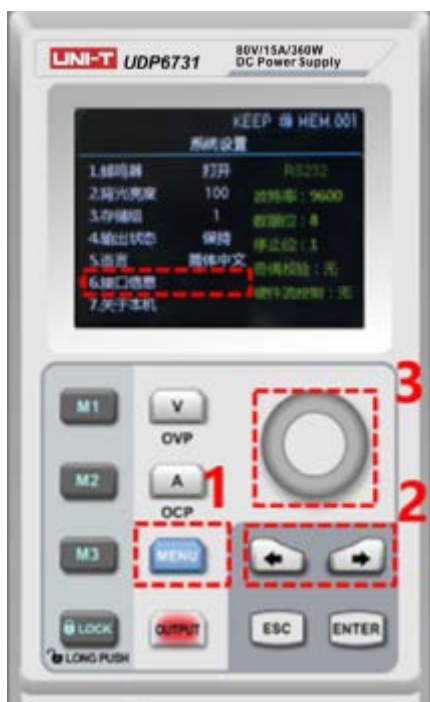 UNI-T UDP6731
80V/15A/360W
DC Power Supply
KEEP MEM 001
系统设置
1.蜂鸣器 打开 RS232
2.背光亮度 100 波特率：9600
3.存储组 1 数据位：8
4.输出状态 保持 停止位：1
5.语言 简体中文 奇偶校验：无
6.接口信息 硬件流控制：无
7.关于本机
3
M1 V
OVP
M2 A
1
2
OCP
M3 MENU
LOCK OUTPUT ESC ENTER
LONG PUSH